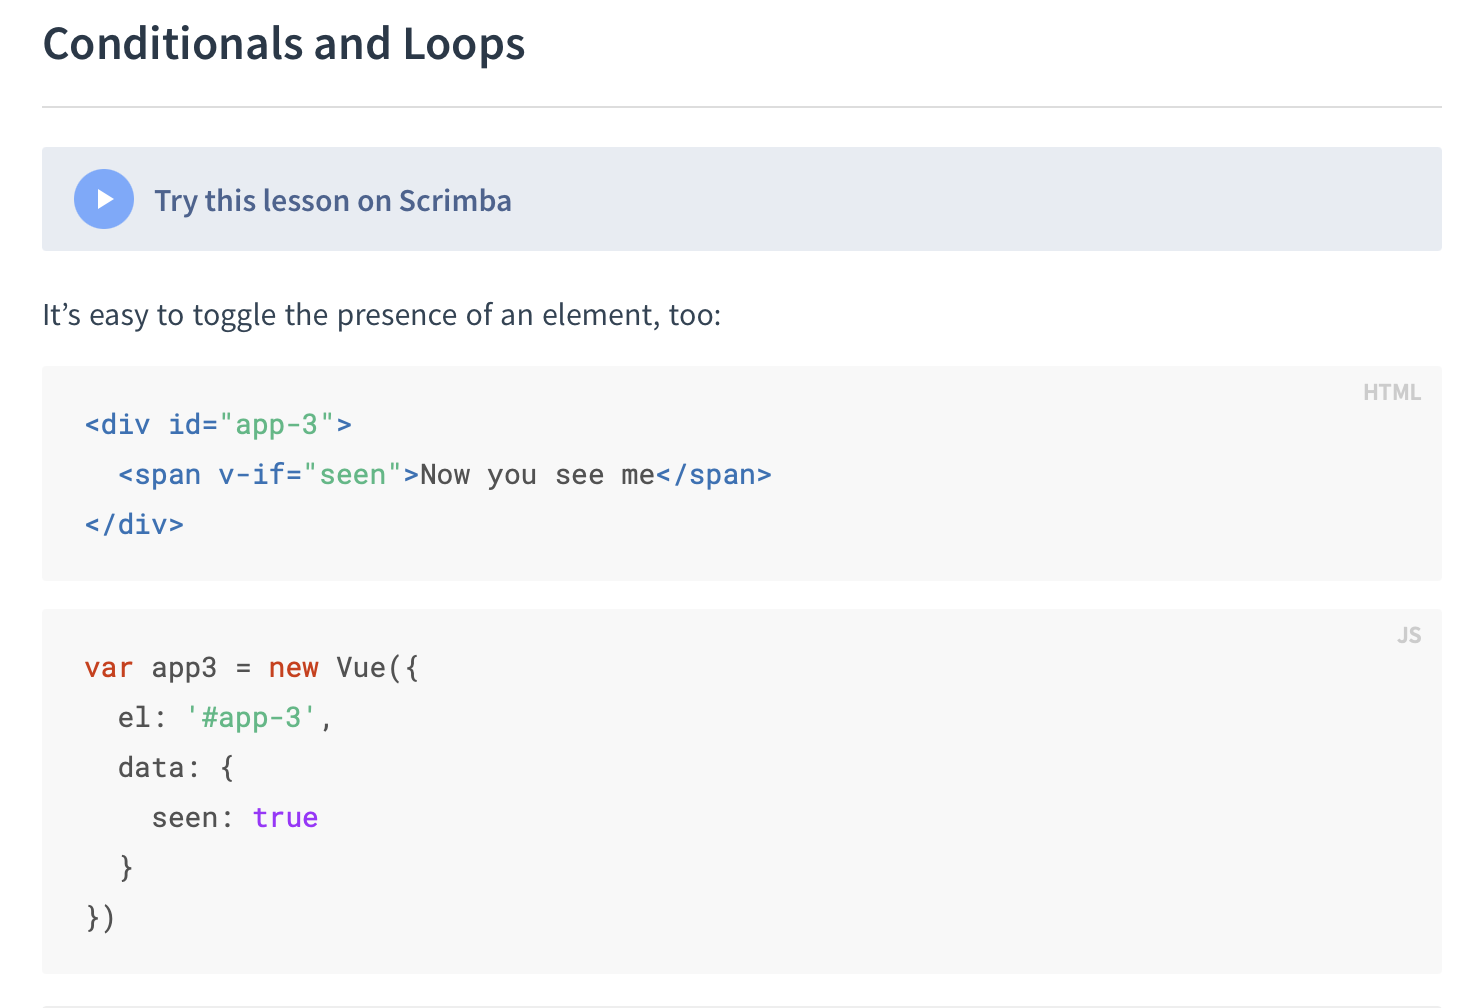 Conditionals and Loops
Try this lesson on Scrimba
It’s easy to toggle the presence of an element, too:
HTML
<div id="app-3">
  <span v-if="seen">Now you see me</span>
</div>
JS
var app3 = new Vue({
  el: '#app-3',
  data: {
    seen: true
  }
})